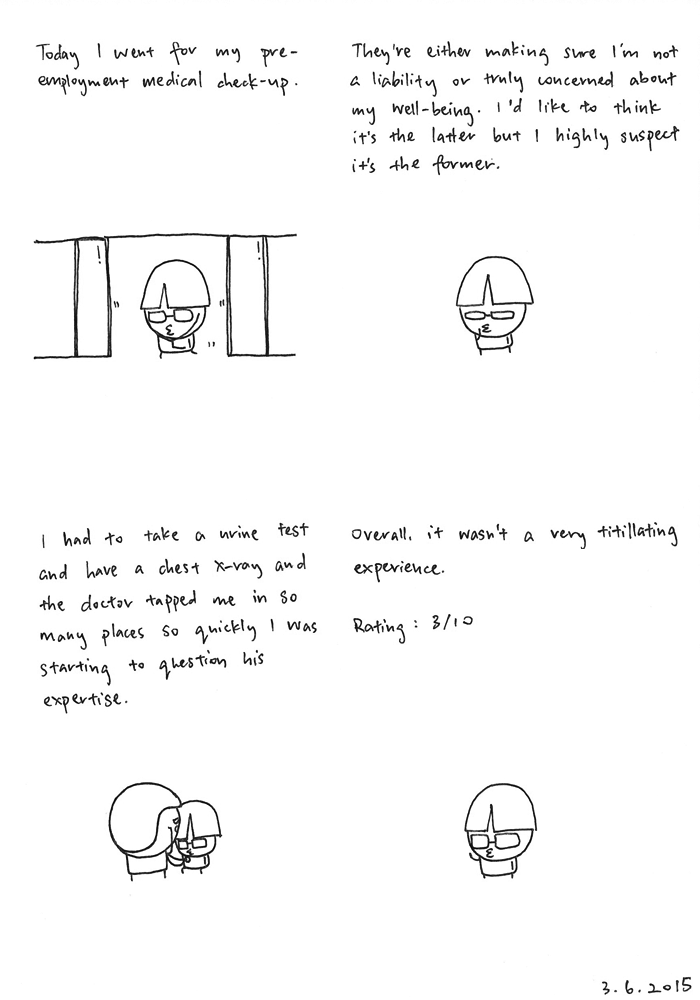 Today I went for my pre-
employment medical check-up.
They're either making sure I'm not
a liability or truly concerned about
my well-being. I'd like to think
it's the latter but I highly suspect
it's the former.
I had to take a urine test
and have a chest x-ray and
the doctor tapped me in so
many places so quickly I was
starting to question his
expertise.
Overall, it wasn't a very titillating
experience.
Rating : 3/10
3.6.2015